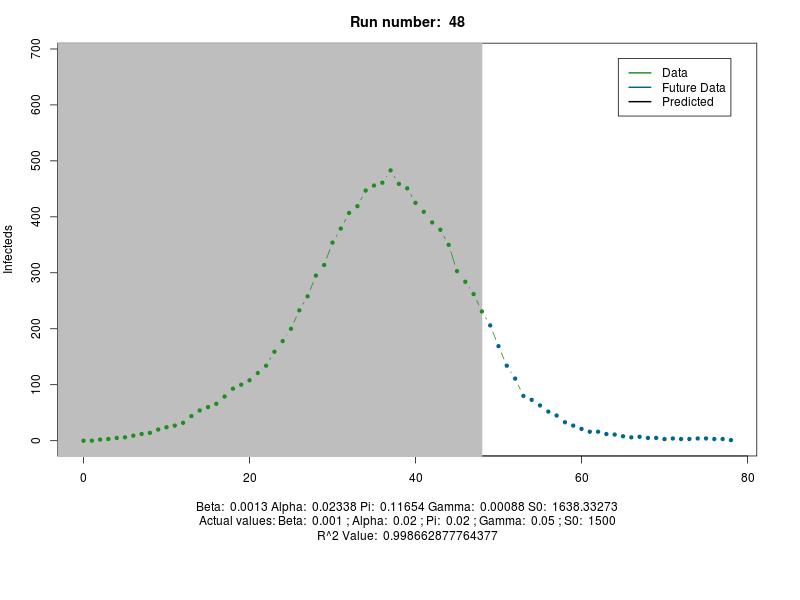 Run number: 48
700
600
500
400
300
200
100
0
Infecteds
Data
Future Data
Predicted
0 20 40 60 80
Beta: 0.0013 Alpha: 0.02338 Pi: 0.11654 Gamma: 0.00088 S0: 1638.33273
Actual values: Beta: 0.001 ; Alpha: 0.02 ; Pi: 0.02 ; Gamma: 0.05 ; S0: 1500
R^2 Value: 0.998662877764377